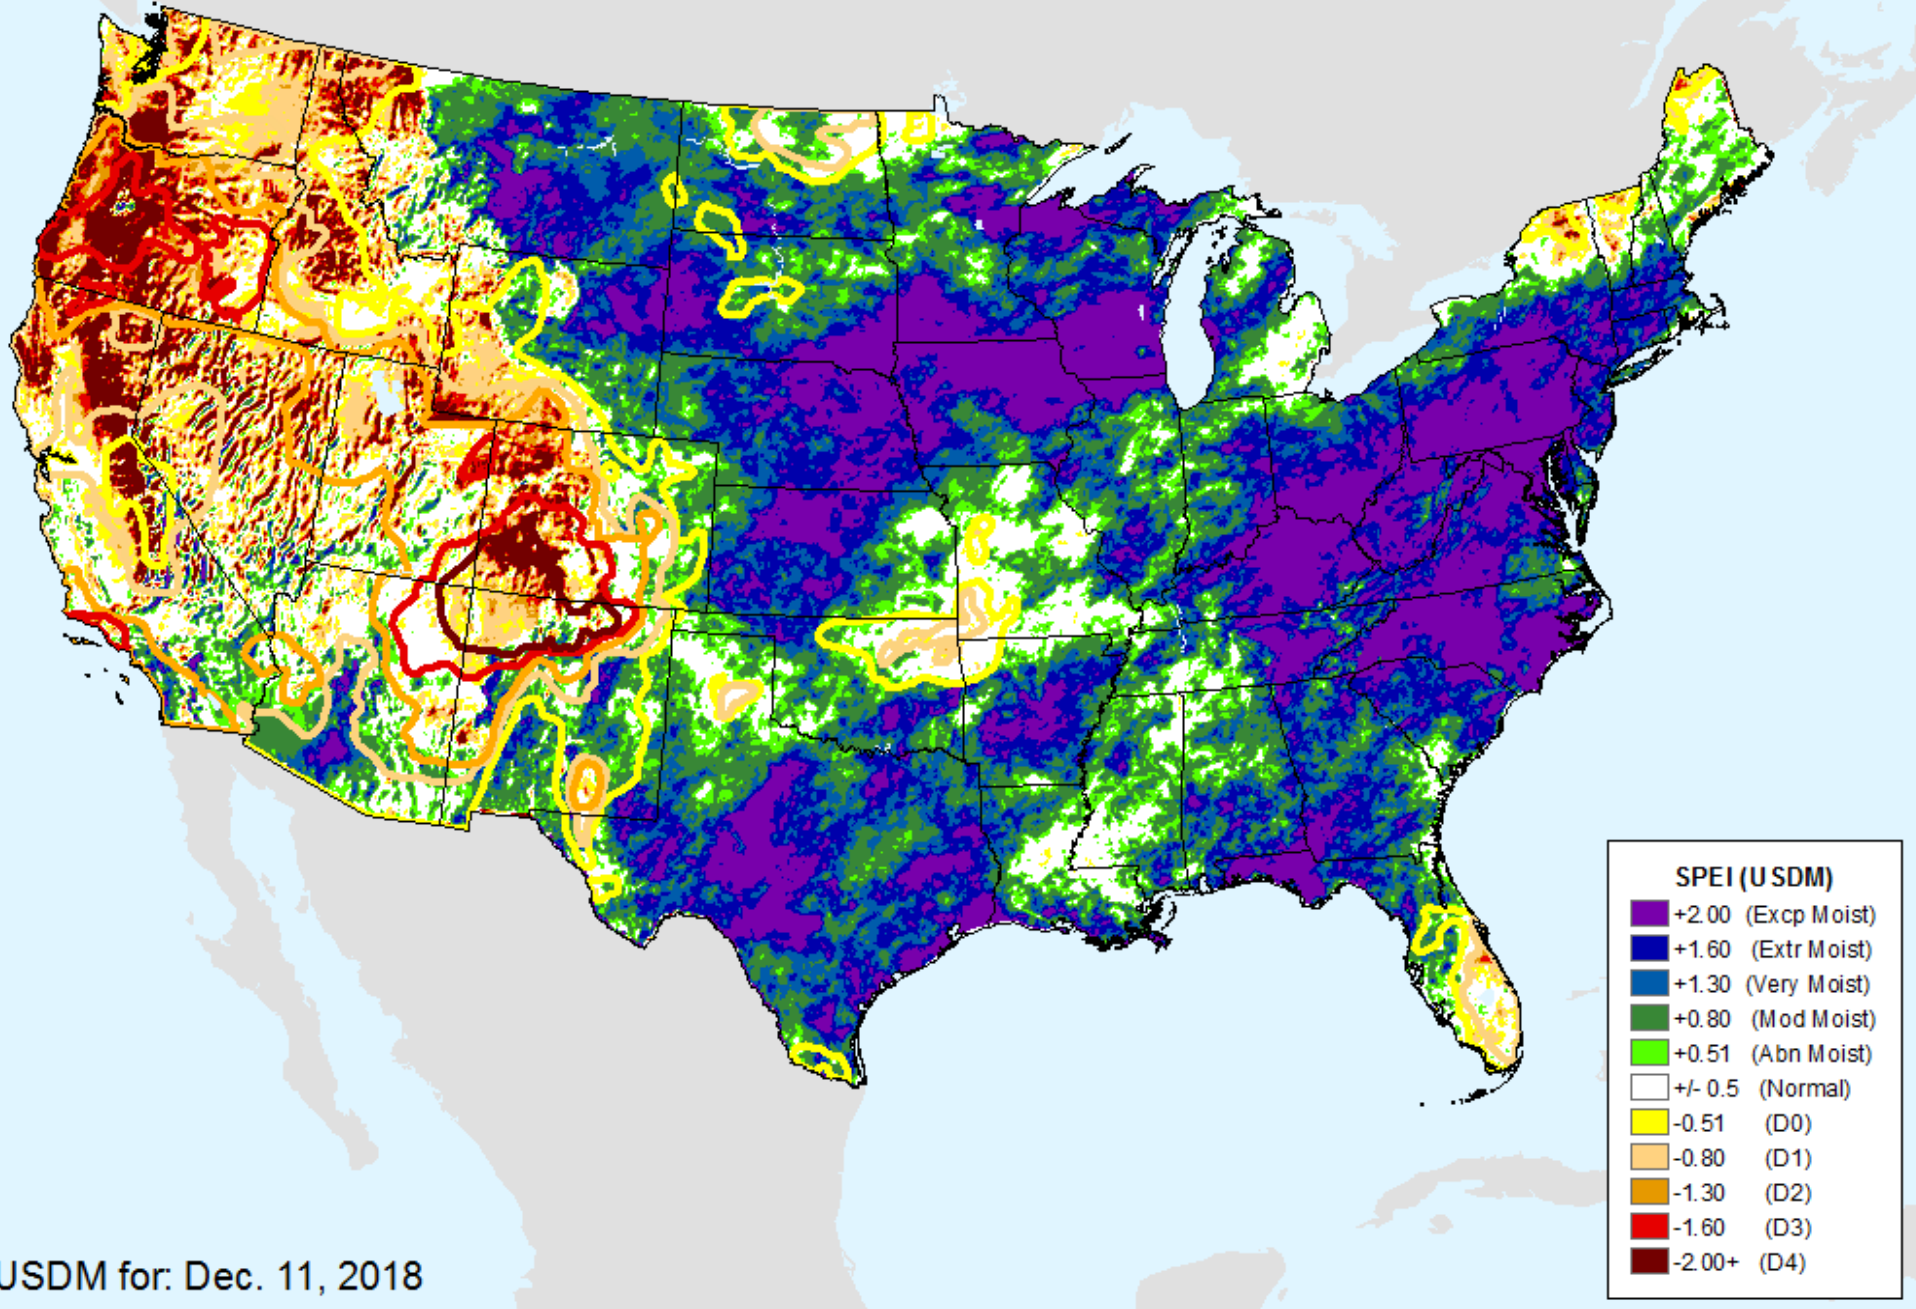 SPEI (USDM)
+2.00 (Excp Moist)
+1.60 (Extr Moist)
+1.30 (Very Moist)
+0.80 (Mod Moist)
+0.51 (Abn Moist)
+/- 0.5 (Normal)
-0.51 (D0)
-0.80 (D1)
-1.30 (D2)
-1.60 (D3)
-2.00+ (D4)
USDM for: Dec. 11, 2018